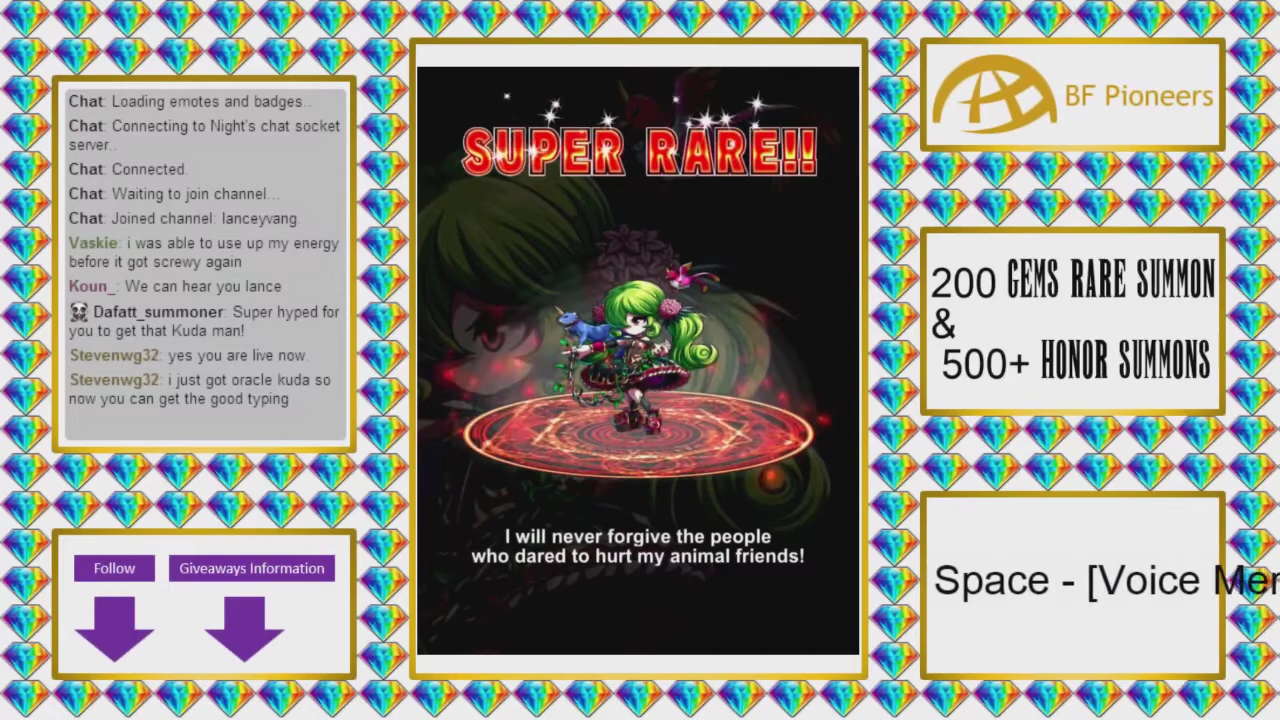 Chat: Loading emotes and badges..
Chat: Connecting to Night's chat socket
server..
Chat: Connected.
Chat: Waiting to join channel...
Chat: Joined channel: lanceyvang.
Vaskie: i was able to use up my energy
before it got screwy again
Koun_: We can hear you lance
Dafatt_summoner: Super hyped for
you to get that Kuda man!
Stevenwg32: yes you are live now
Stevenwg32: i just got oracle kuda so
now you can get the good typing
Follow
Giveaways Information
SUPER RARE!!
I will never forgive the people
who dared to hurt my animal friends!
BF Pioneers
200 GEMS RARE SUMMON
&
500+ HONOR SUMMONS
Space - [Voice Mer